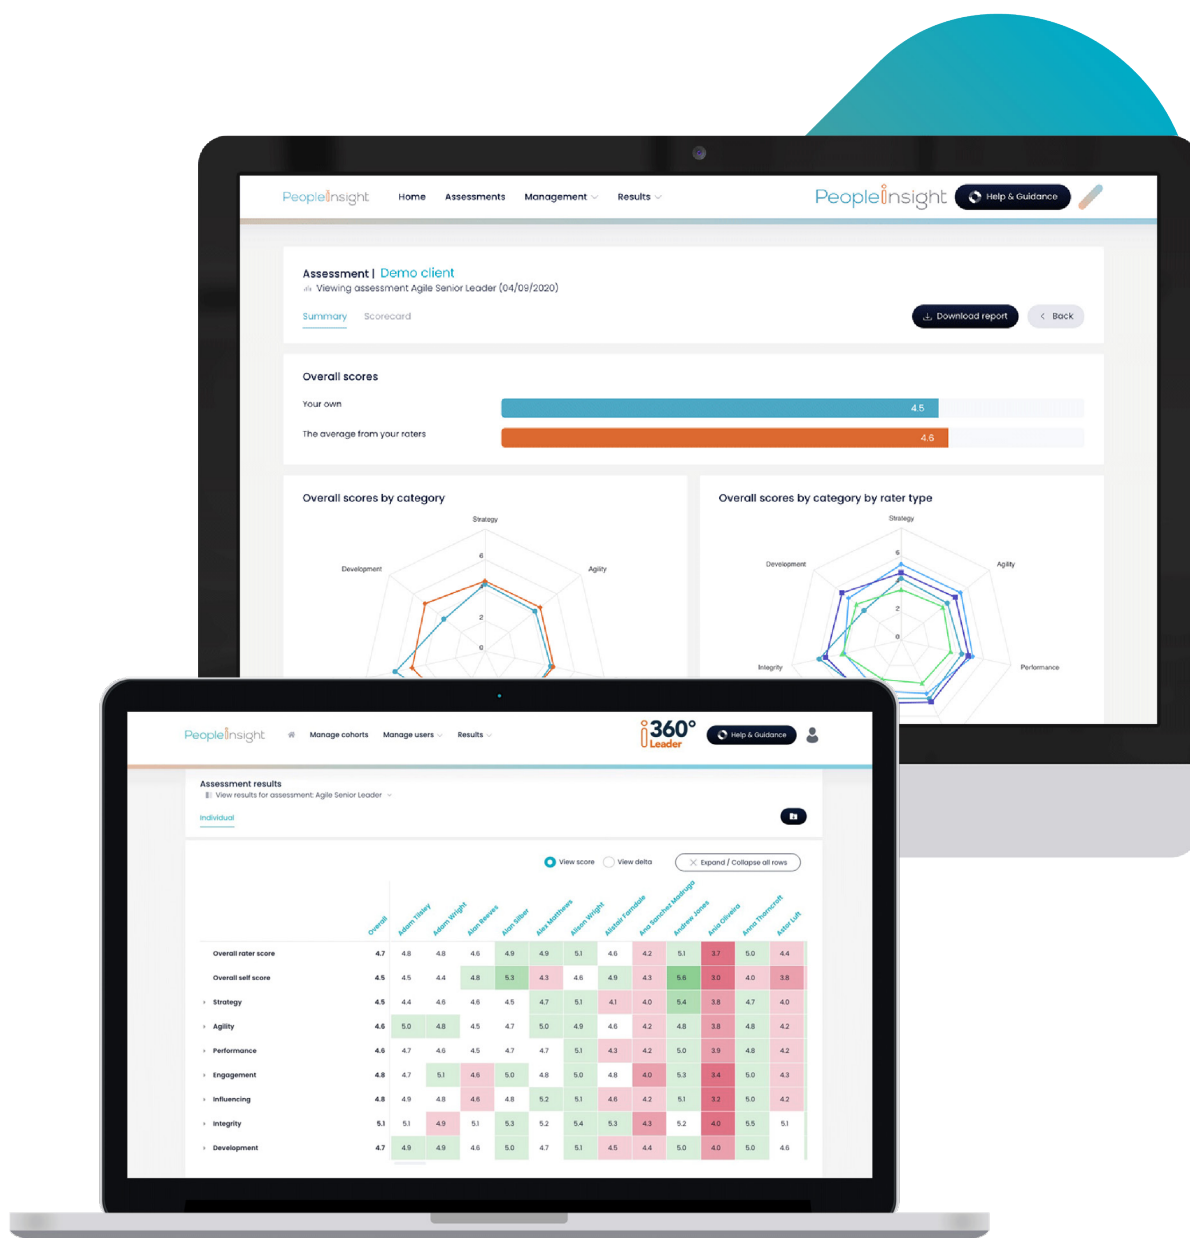 PeopleInsight Home Assessments Management Results PeopleInsight Help & Guidance
Assessment | Demo client
Viewing assessment Agile Senior Leader (04/09/2020)
Summary Scorecard Download report < Back
Overall scores
Your own 4.5
The average from your raters 4.6
Overall scores by category
Strategy
6
Development Agility
2
0
Overall scores by category by rater type
Strategy
6
Development Agility
2
0
Integrity Performance
PeopleInsight Manage cohorts Manage users Results i360° Leader Help & Guidance
Assessment results
View results for assessment: Agile Senior Leader
Individual
View score View delta Expand / Collapse all rows
Overall Adam Tilsley Adam Wright Alan Reeves Alan Silber Alex Matthews Alison Wright Alistair Farndale Ana Sanchez Madruga Andrew Jones Ania Oliveira Anna Thorncroft Astor Luft
Overall rater score 4.7 4.8 4.8 4.6 4.9 4.9 5.1 4.6 4.2 5.1 3.7 5.0 4.4
Overall self score 4.5 4.5 4.4 4.8 5.3 4.3 4.6 4.9 4.3 5.6 3.0 4.0 3.8
Strategy 4.5 4.4 4.6 4.6 4.5 4.7 5.1 4.1 4.0 5.4 3.8 4.7 4.0
Agility 4.6 5.0 4.8 4.5 4.7 5.0 4.9 4.6 4.2 4.8 3.8 4.8 4.2
Performance 4.6 4.7 4.6 4.5 4.7 4.7 5.1 4.3 4.2 5.0 3.9 4.8 4.2
Engagement 4.8 4.7 5.1 4.6 5.0 4.8 5.0 4.8 4.0 5.3 3.4 5.0 4.3
Influencing 4.8 4.9 4.8 4.6 4.8 5.2 5.1 4.6 4.2 5.1 3.2 5.0 4.2
Integrity 5.1 5.1 4.9 5.1 5.3 5.2 5.4 5.3 4.3 5.2 4.0 5.5 5.1
Development 4.7 4.9 4.9 4.6 5.0 4.7 5.1 4.5 4.4 5.0 4.0 5.0 4.6